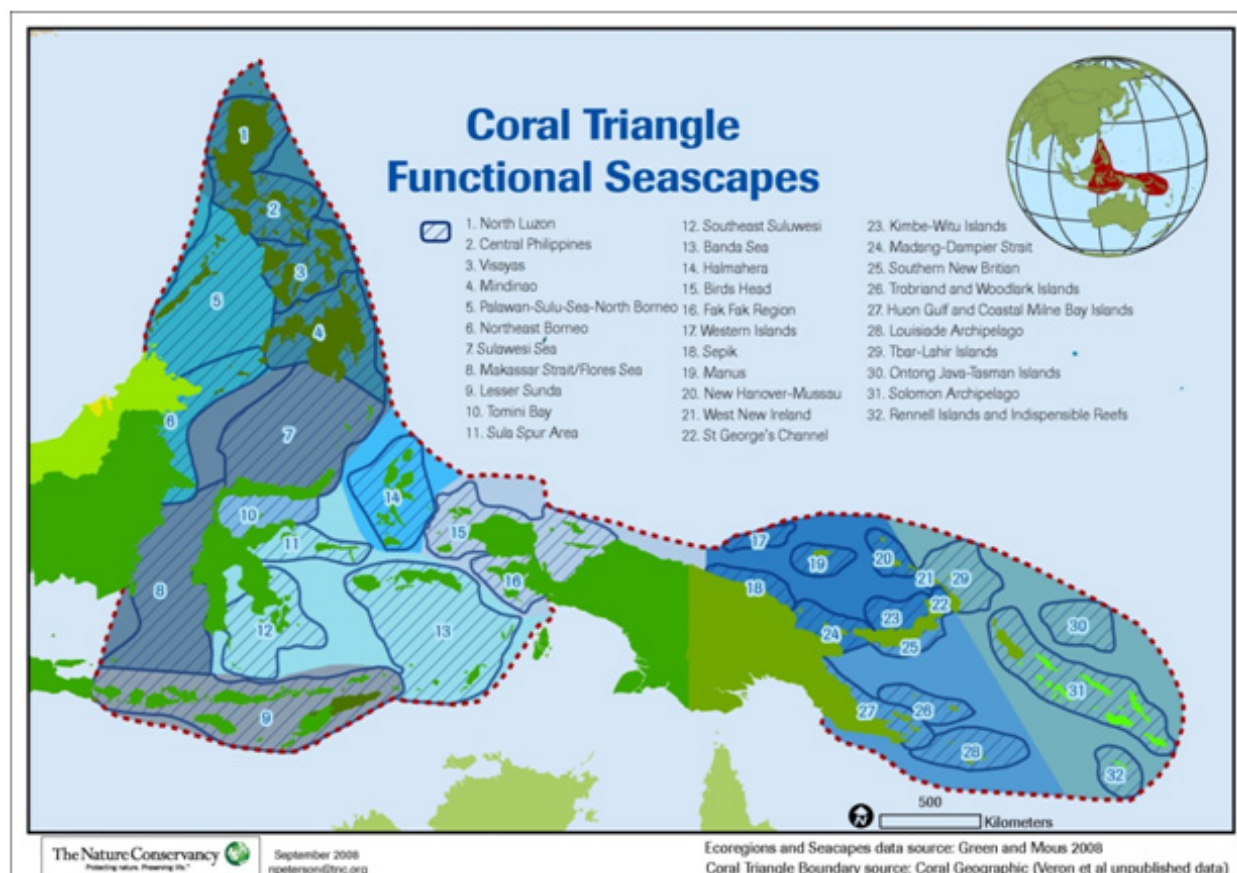 Coral Triangle
Functional Seascapes
1. North Luzon
2. Central Philippines
3. Visayas
4. Mindinao
5. Palawan-Sulu-Sea-North Borneo
6. Northeast Borneo
7. Sulawesi Sea
8. Makassar Strait/Flores Sea
9. Lesser Sunda
10. Tomini Bay
11. Sula Spur Area
12. Southeast Suluwesi
13. Banda Sea
14. Halmahera
15. Birds Head
16. Fak Fak Region
17. Western Islands
18. Sepik
19. Manus
20. New Hanover-Mussau
21. West New Ireland
22. St George's Channel
23. Kimbe-Witu Islands
24. Madang-Dampier Strait
25. Southern New Britian
26. Trobriand and Woodlark Islands
27. Huon Gulf and Coastal Milne Bay Islands
28. Louisiade Archipelago
29. Tbar-Lahir Islands
30. Ontong Java-Tasman Islands
31. Solomon Archipelago
32. Rennell Islands and Indispensible Reefs
1
2
3
4
5
6
7
8
9
10
11
12
13
14
15
16
17
18
19
20
21
22
23
24
25
26
27
28
29
30
31
32
500
Kilometers
The Nature Conservancy
Protecting nature. Preserving life.™
September 2008
npeterson@tnc.org
Ecoregions and Seacapes data source: Green and Mous 2008
Coral Triangle Boundary source: Coral Geographic (Veron et al unpublished data)